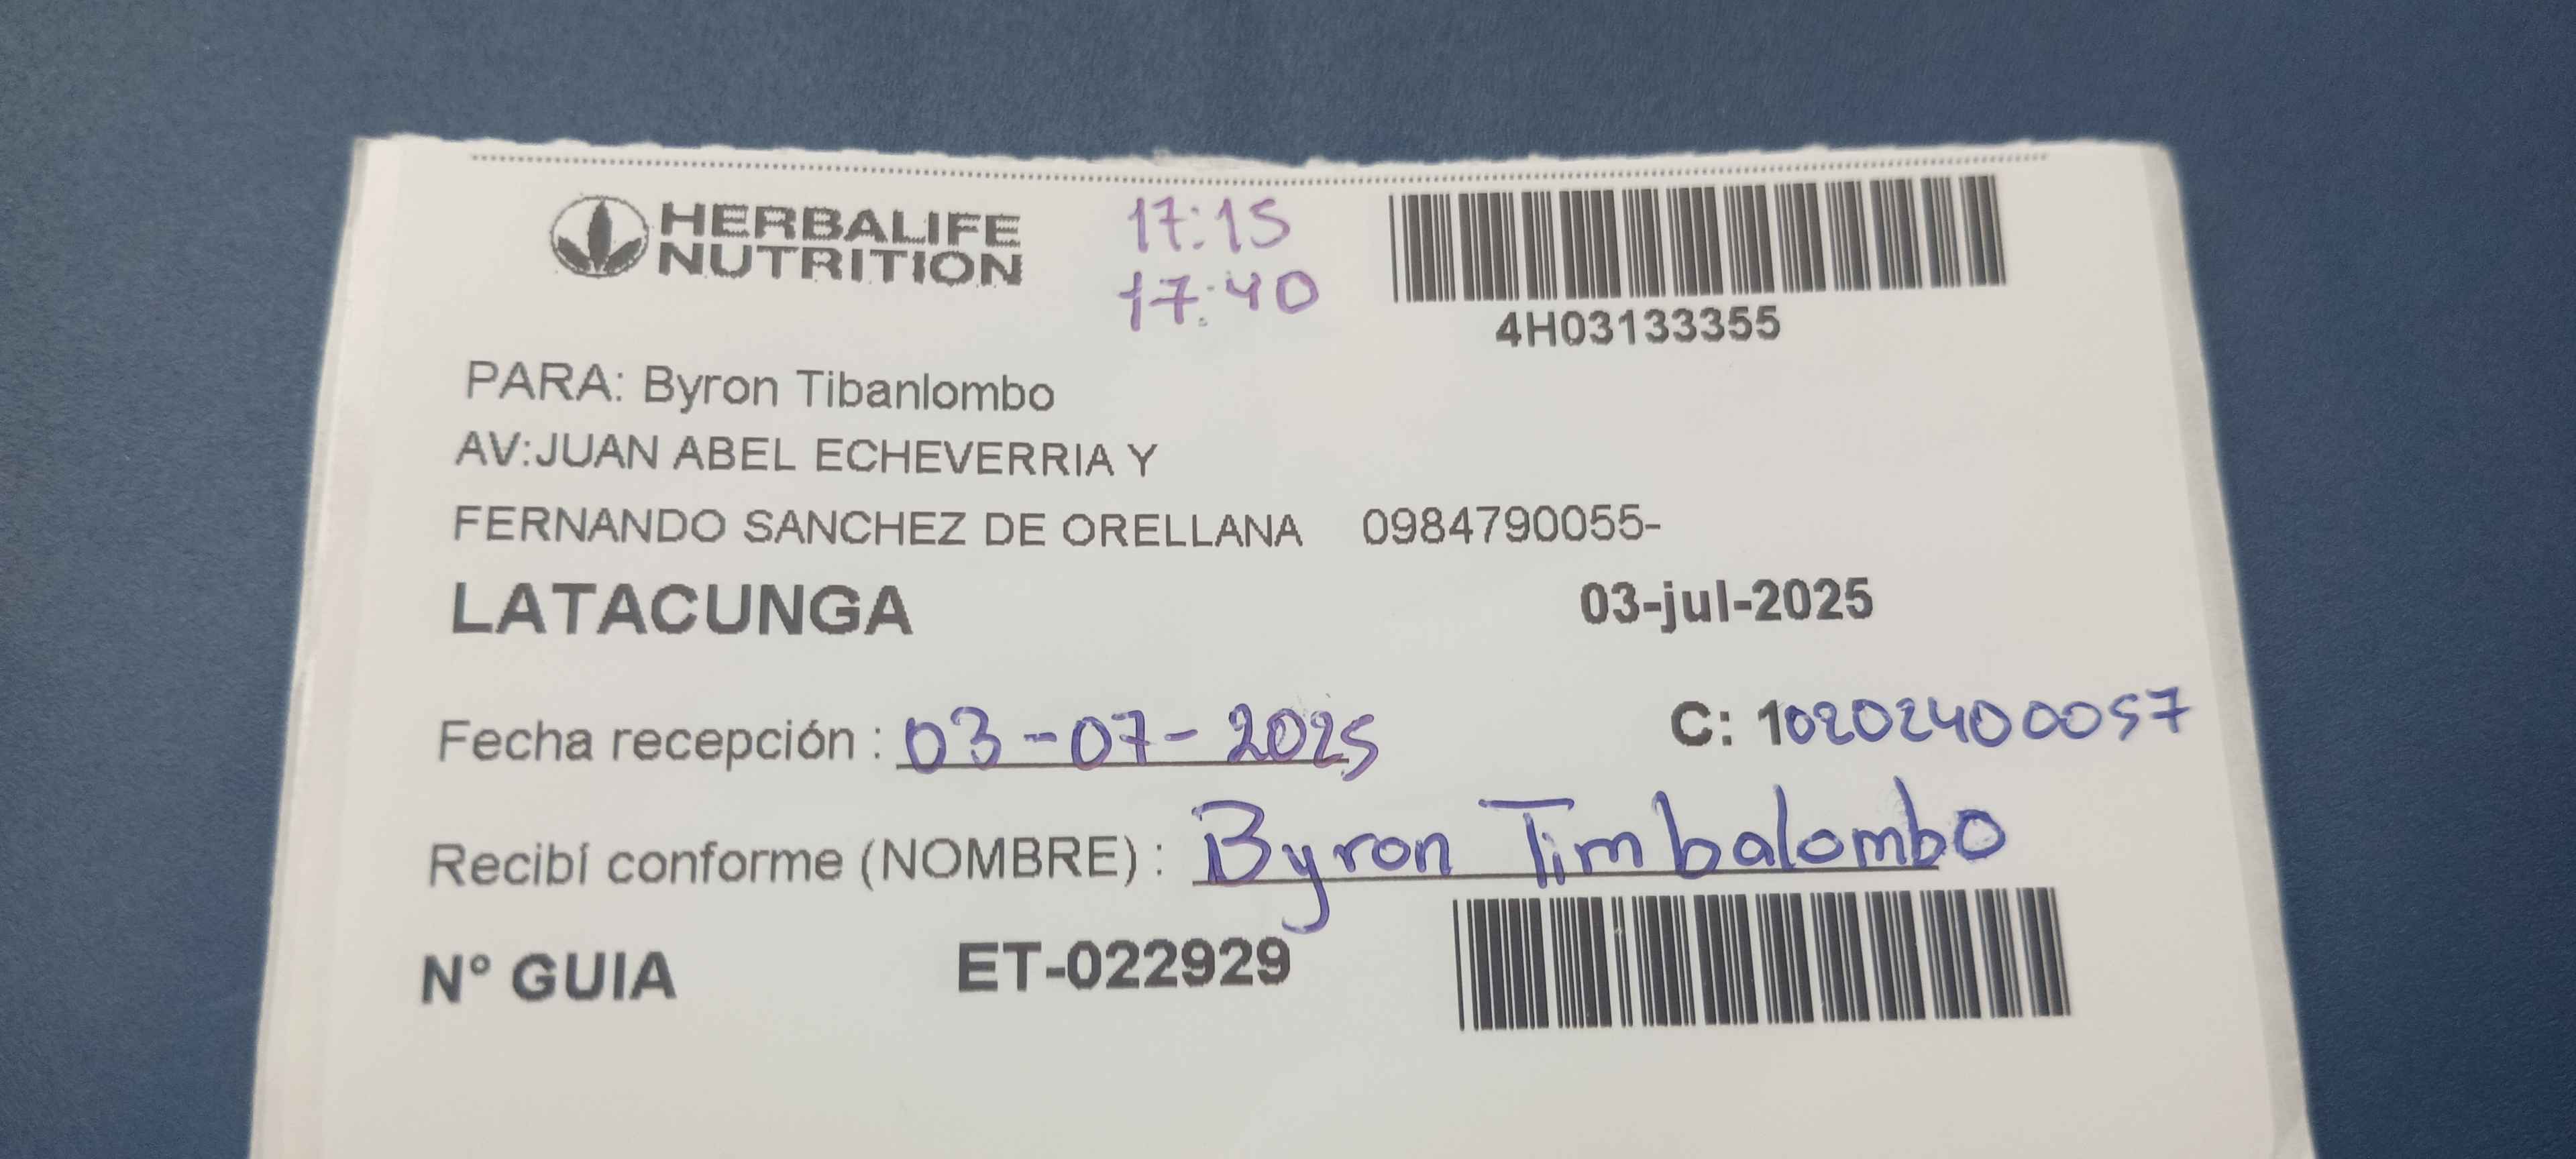 HERBALIFE
NUTRITION
17:15
17:40
4H03133355
PARA: Byron Tibanlombo
AV:JUAN ABEL ECHEVERRIA Y
FERNANDO SANCHEZ DE ORELLANA 0984790055-
LATACUNGA 03-jul-2025
Fecha recepción : 03-07-2025 C: 10202400057
Recibí conforme (NOMBRE) : Byron Timbalombo
N° GUIA ET-022929